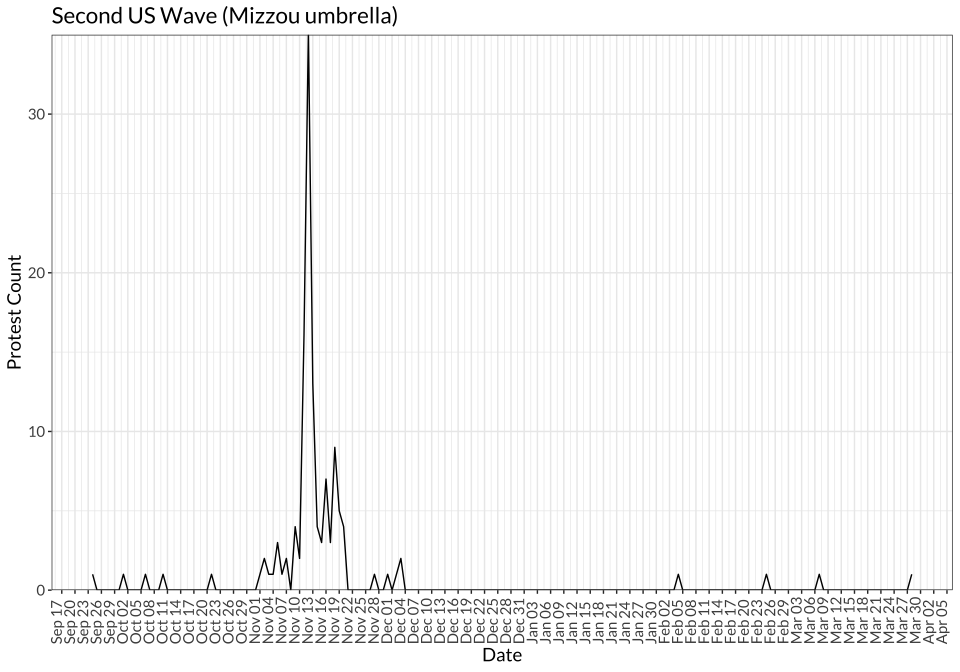 Second US Wave (Mizzou umbrella)
Protest Count
30
20
10
0
Sep 17
Sep 20
Sep 23
Sep 26
Sep 29
Oct 02
Oct 05
Oct 08
Oct 11
Oct 14
Oct 17
Oct 20
Oct 23
Oct 26
Oct 29
Nov 01
Nov 04
Nov 07
Nov 10
Nov 13
Nov 16
Nov 19
Nov 22
Nov 25
Nov 28
Dec 01
Dec 04
Dec 07
Dec 10
Dec 13
Dec 16
Dec 19
Dec 22
Dec 25
Dec 28
Dec 31
Jan 03
Jan 06
Jan 09
Jan 12
Jan 15
Jan 18
Jan 21
Jan 24
Jan 27
Jan 30
Feb 02
Feb 05
Feb 08
Feb 11
Feb 14
Feb 17
Feb 20
Feb 23
Feb 26
Feb 29
Mar 03
Mar 06
Mar 09
Mar 12
Mar 15
Mar 18
Mar 21
Mar 24
Mar 27
Mar 30
Apr 02
Apr 05
Date